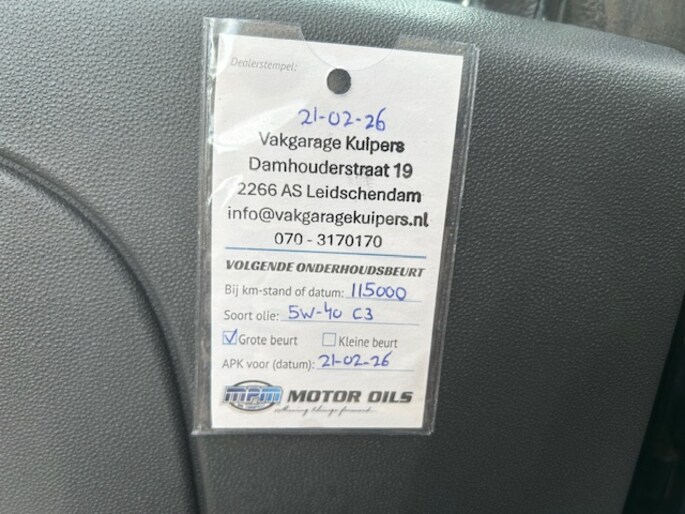 Dealerstempel:
21-02-26
Vakgarage Kuipers
Damhouderstraat 19
2266 AS Leidschendam
info@vakgaragekuipers.nl
070 - 3170170
VOLGENDE ONDERHOUDSBEURT
Bij km-stand of datum: 115000
Soort olie: 5W-40 C3
Grote beurt Kleine beurt
APK voor (datum): 21-02-26
MPM MOTOR OILS